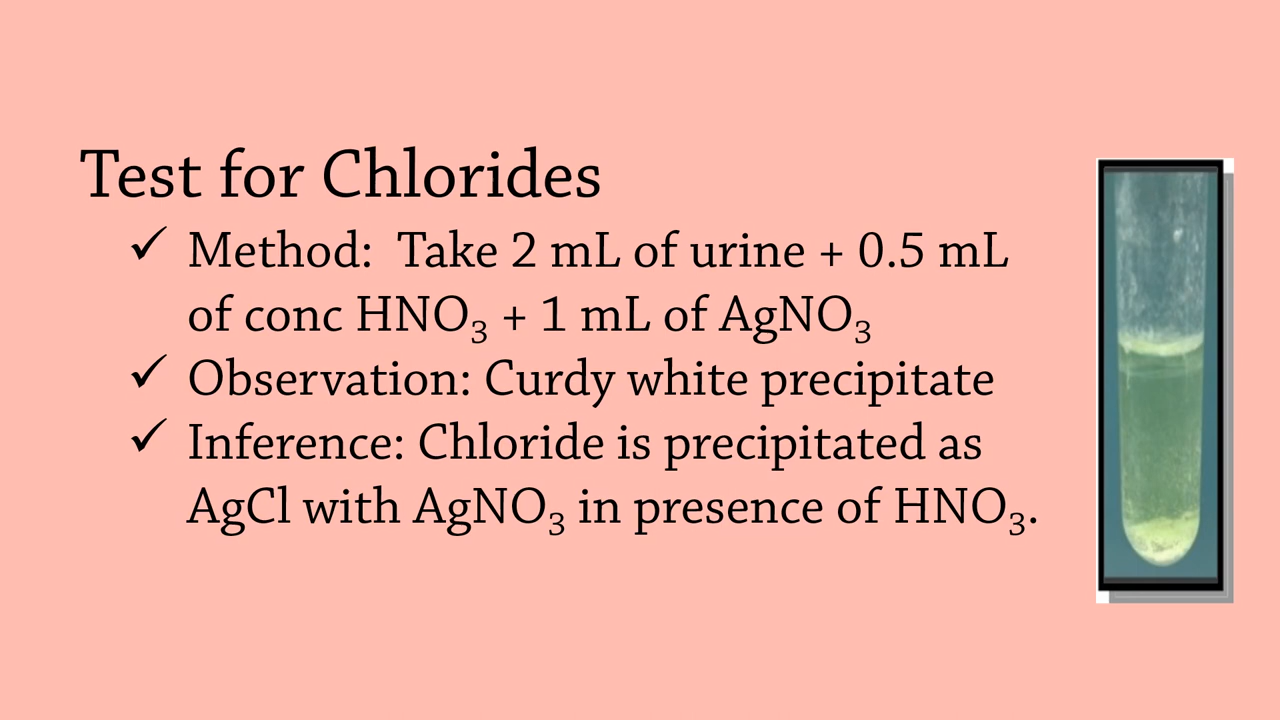 Test for Chlorides
✓ Method:  Take 2 mL of urine + 0.5 mL
of conc HNO₃ + 1 mL of AgNO₃
✓ Observation: Curdy white precipitate
✓ Inference: Chloride is precipitated as
AgCl with AgNO₃ in presence of HNO₃.